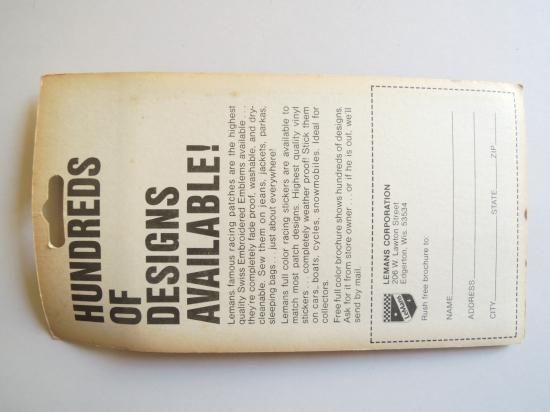 HUNDREDS
OF
DESIGNS
AVAILABLE!
Lemans famous racing patches are the highest
quality Swiss Embroidered Emblems available . . .
they're completely fade proof, washable, and dry-
cleanable. Sew them on jeans, jackets, parkas,
sleeping bags . . . just about everywhere!
Lemans full color racing stickers are available to
match most patch designs. Highest quality vinyl
stickers - completely weather proof! Stick them
on cars, boats, cycles, snowmobiles. Ideal for
collectors.
Free full color brochure shows hundreds of designs.
Ask for it from store owner . . . or if he is out, we'll
send by mail.
LEMANS
LEMANS CORPORATION
206 W. Lawton Street
Edgerton, Wis. 53534
Rush free brochure to:
NAME
ADDRESS
CITY STATE ZIP